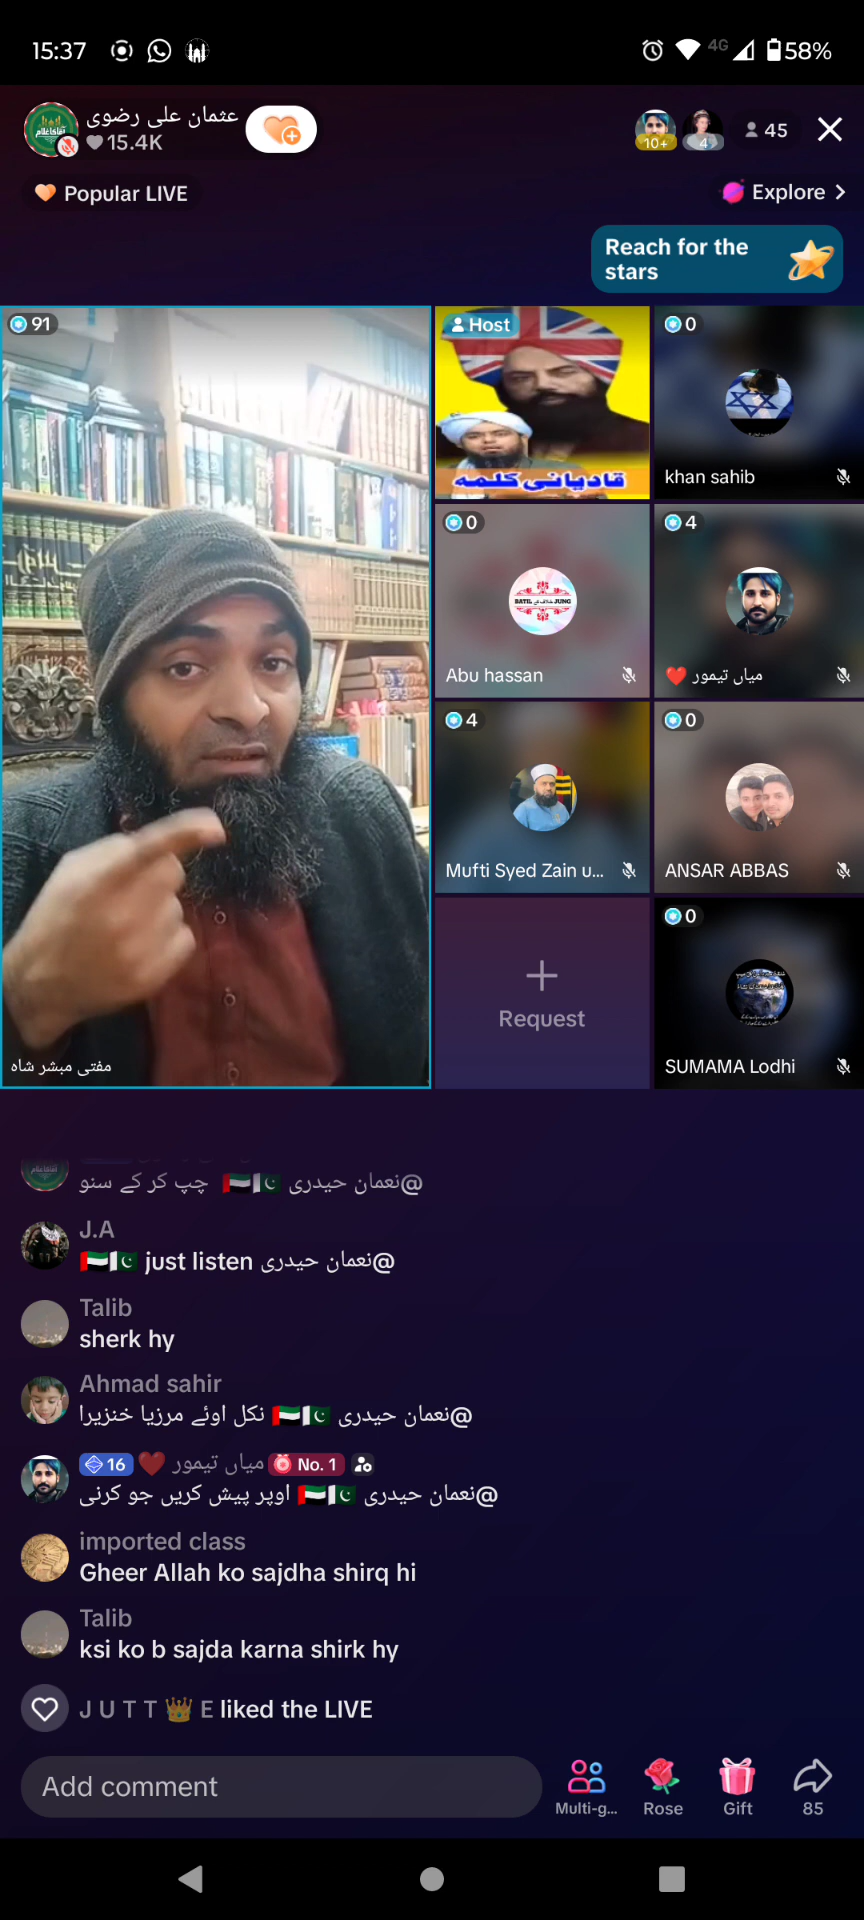 15:37
4G
58%
عثمان علی رضوی
15.4K
10+
4
45
Popular LIVE
Explore
Reach for the
stars
91
Host
قادیانی کلمه
0
khan sahib
0
BATIL کے خلاف JUNG
Abu hassan
4
میاں تیمور ❤️
4
Mufti Syed Zain u...
0
ANSAR ABBAS
مفتی مبشر شاہ
Request
0
SUMAMA Lodhi
@نعمان حیدری 🇵🇰🇦🇪 چپ کر کے سنو
J.A
@نعمان حیدری 🇵🇰🇦🇪 just listen
Talib
sherk hy
Ahmad sahir
@نعمان حیدری 🇵🇰🇦🇪 نکل اوئے مرزیا خنزیرا
16 ❤️ میاں تیمور No. 1
@نعمان حیدری 🇵🇰🇦🇪 اوپر پیش کریں جو کرنی
imported class
Gheer Allah ko sajdha shirq hi
Talib
ksi ko b sajda karna shirk hy
J U T T 👑 E liked the LIVE
Add comment
Multi-g...
Rose
Gift
85